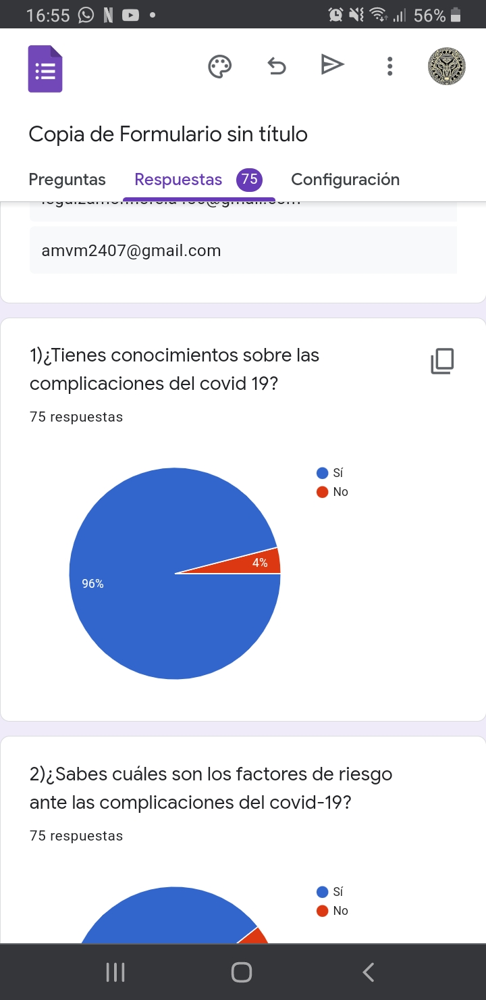 16:55
56%
Copia de Formulario sin título
Preguntas Respuestas 75 Configuración
amvm2407@gmail.com
1)¿Tienes conocimientos sobre las
complicaciones del covid 19?
75 respuestas
Sí
No
4%
96%
2)¿Sabes cuáles son los factores de riesgo
ante las complicaciones del covid-19?
75 respuestas
Sí
No